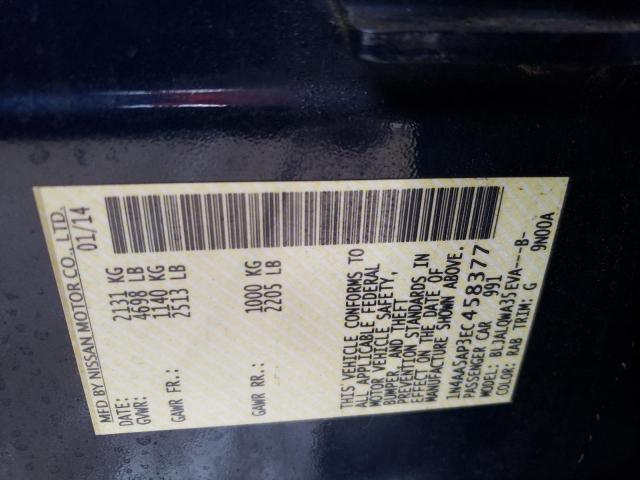 MFD BY NISSAN MOTOR CO., LTD.
DATE: 01/14
GVWR: 2131 KG
4698 LB
GAWR FR.: 1140 KG
2513 LB
GAWR RR.: 1000 KG
2205 LB
THIS VEHICLE CONFORMS TO
ALL APPLICABLE FEDERAL
MOTOR VEHICLE SAFETY,
BUMPER, AND THEFT
PREVENTION STANDARDS IN
EFFECT ON THE DATE OF
MANUFACTURE SHOWN ABOVE.
1N4AA5AP3EC458377
PASSENGER CAR 991
MODEL: BLJALQWA35EVA---B-
COLOR: RAB TRIM: G 9N00A